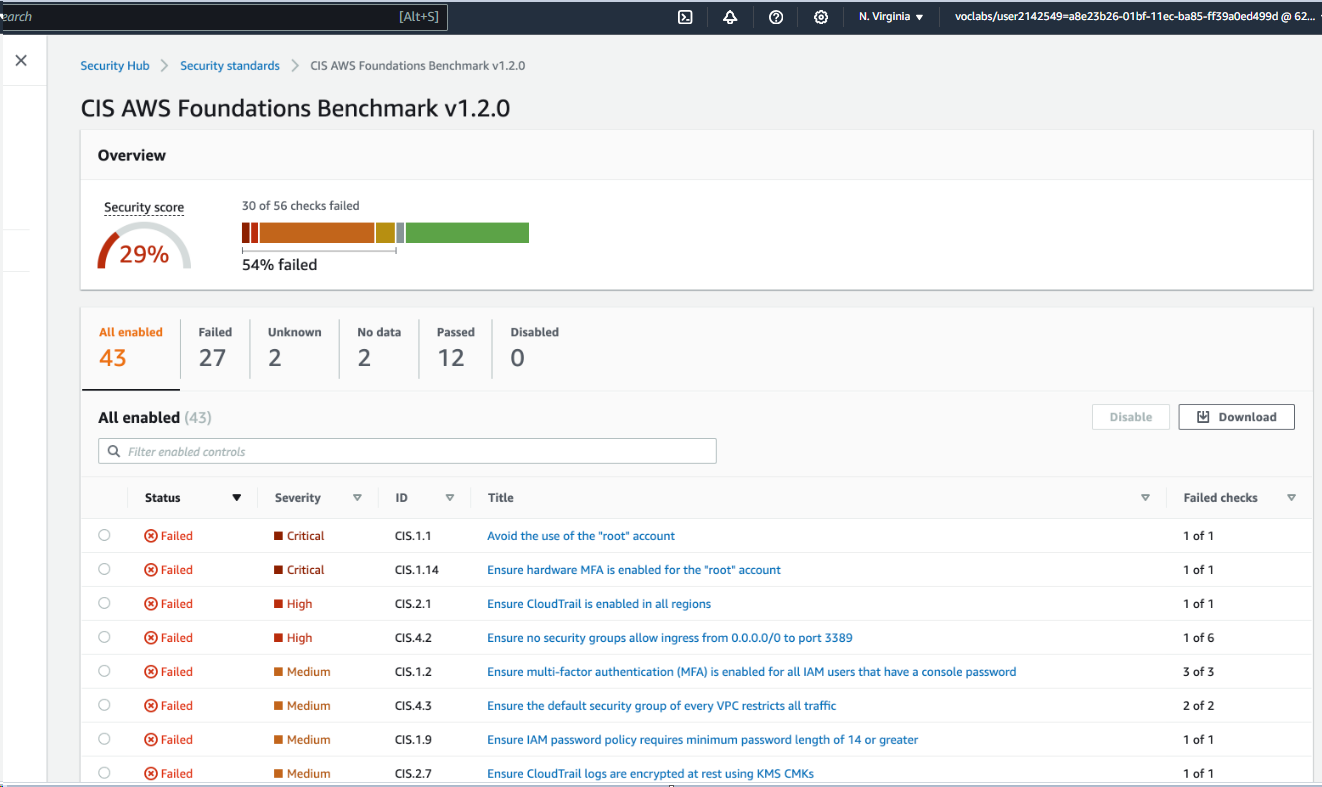 earch [Alt+S] N. Virginia voclabs/user2142549=a8e23b26-01bf-11ec-ba85-ff39a0ed499d @ 62...
Security Hub Security standards CIS AWS Foundations Benchmark v1.2.0
CIS AWS Foundations Benchmark v1.2.0
Overview
Security score 30 of 56 checks failed
29%
54% failed
All enabled Failed Unknown No data Passed Disabled
43 27 2 2 12 0
All enabled (43) Disable Download
Filter enabled controls
Status Severity ID Title Failed checks
Failed Critical CIS.1.1 Avoid the use of the "root" account 1 of 1
Failed Critical CIS.1.14 Ensure hardware MFA is enabled for the "root" account 1 of 1
Failed High CIS.2.1 Ensure CloudTrail is enabled in all regions 1 of 1
Failed High CIS.4.2 Ensure no security groups allow ingress from 0.0.0.0/0 to port 3389 1 of 6
Failed Medium CIS.1.2 Ensure multi-factor authentication (MFA) is enabled for all IAM users that have a console password 3 of 3
Failed Medium CIS.4.3 Ensure the default security group of every VPC restricts all traffic 2 of 2
Failed Medium CIS.1.9 Ensure IAM password policy requires minimum password length of 14 or greater 1 of 1
Failed Medium CIS.2.7 Ensure CloudTrail logs are encrypted at rest using KMS CMKs 1 of 1